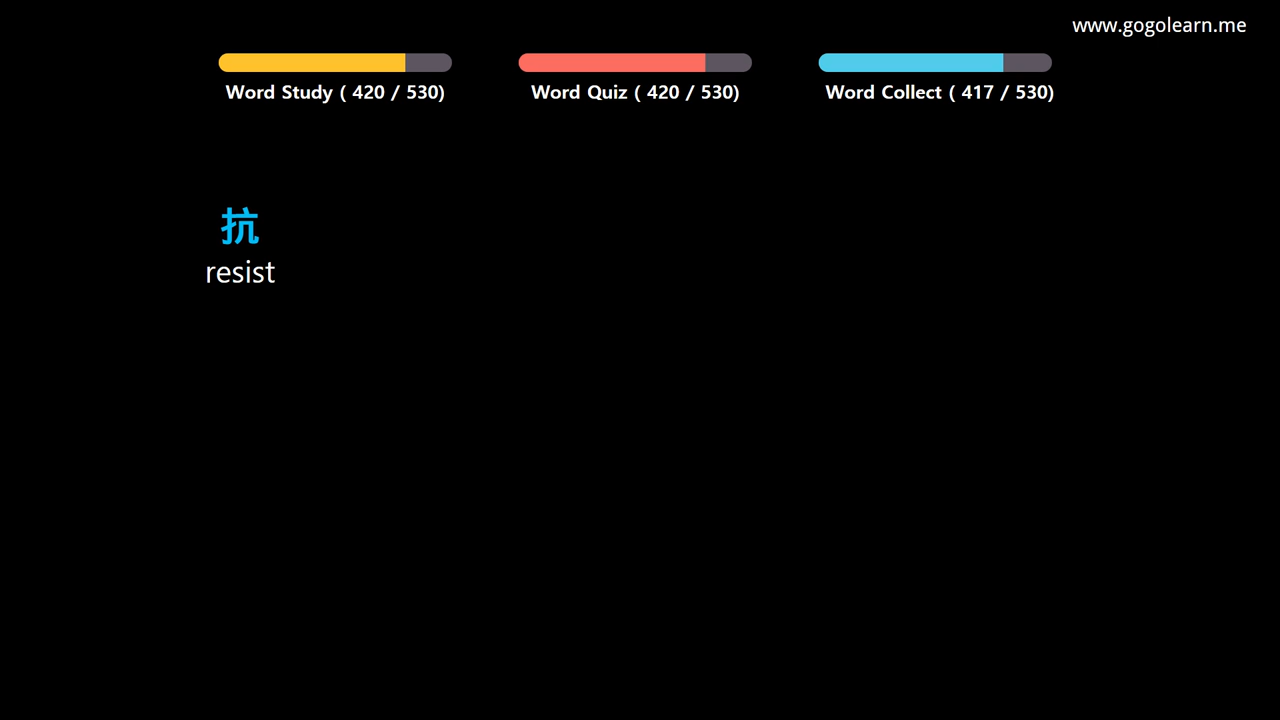 www.gogolearn.me
Word Study ( 420 / 530)
Word Quiz ( 420 / 530)
Word Collect ( 417 / 530)
抗
resist